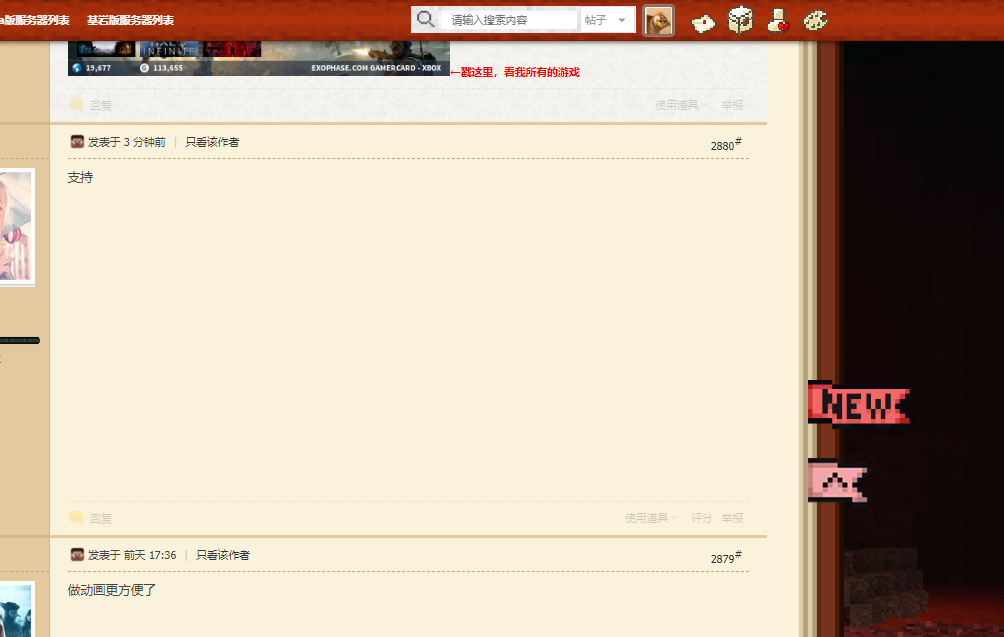 a版服务器列表 基岩版服务器列表 请输入搜索内容 帖子
HALO
INFINITE
19,677 113,655 EXOPHASE.COM GAMERCARD - XBOX
←戳这里，看我所有的游戏
回复 使用道具 举报
发表于 3 分钟前 | 只看该作者 2880#
支持
NEW
回复 使用道具 评分 举报
发表于 前天 17:36 | 只看该作者 2879#
做动画更方便了